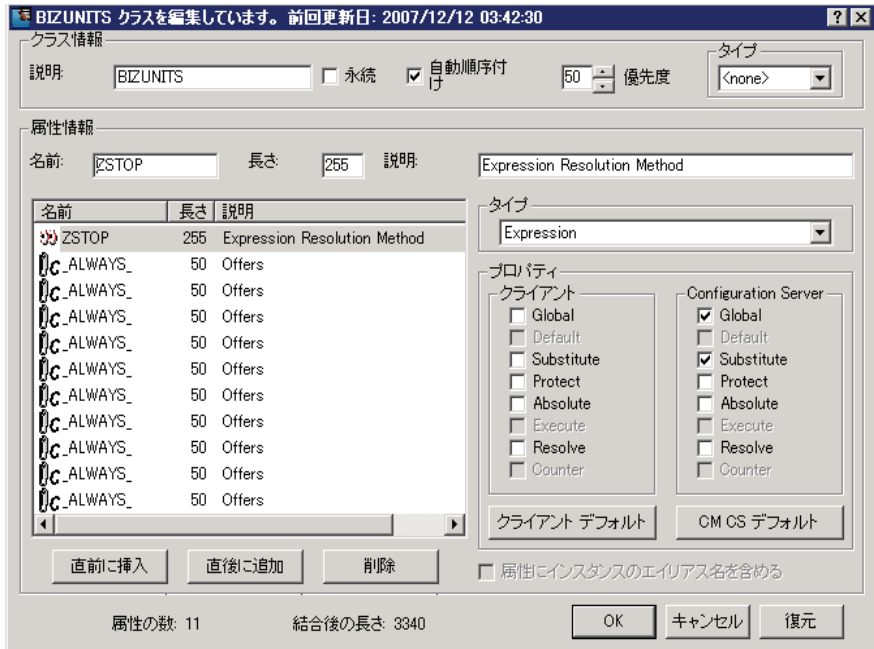 BIZUNITS クラスを編集しています。前回更新日: 2007/12/12 03:42:30
クラス情報
説明: BIZUNITS 永続 自動順序付け 50 優先度
タイプ
<none>
属性情報
名前: ZSTOP 長さ: 255 説明: Expression Resolution Method
名前 長さ 説明
ZSTOP 255 Expression Resolution Method
_ALWAYS_ 50 Offers
_ALWAYS_ 50 Offers
_ALWAYS_ 50 Offers
_ALWAYS_ 50 Offers
_ALWAYS_ 50 Offers
_ALWAYS_ 50 Offers
_ALWAYS_ 50 Offers
_ALWAYS_ 50 Offers
_ALWAYS_ 50 Offers
_ALWAYS_ 50 Offers
直前に挿入 直後に追加 削除
タイプ
Expression
プロパティ
クライアント
Global
Default
Substitute
Protect
Absolute
Execute
Resolve
Counter
クライアント デフォルト
Configuration Server
Global
Default
Substitute
Protect
Absolute
Execute
Resolve
Counter
CM CS デフォルト
属性にインスタンスのエイリアス名を含める
属性の数: 11 結合後の長さ: 3340
OK キャンセル 復元